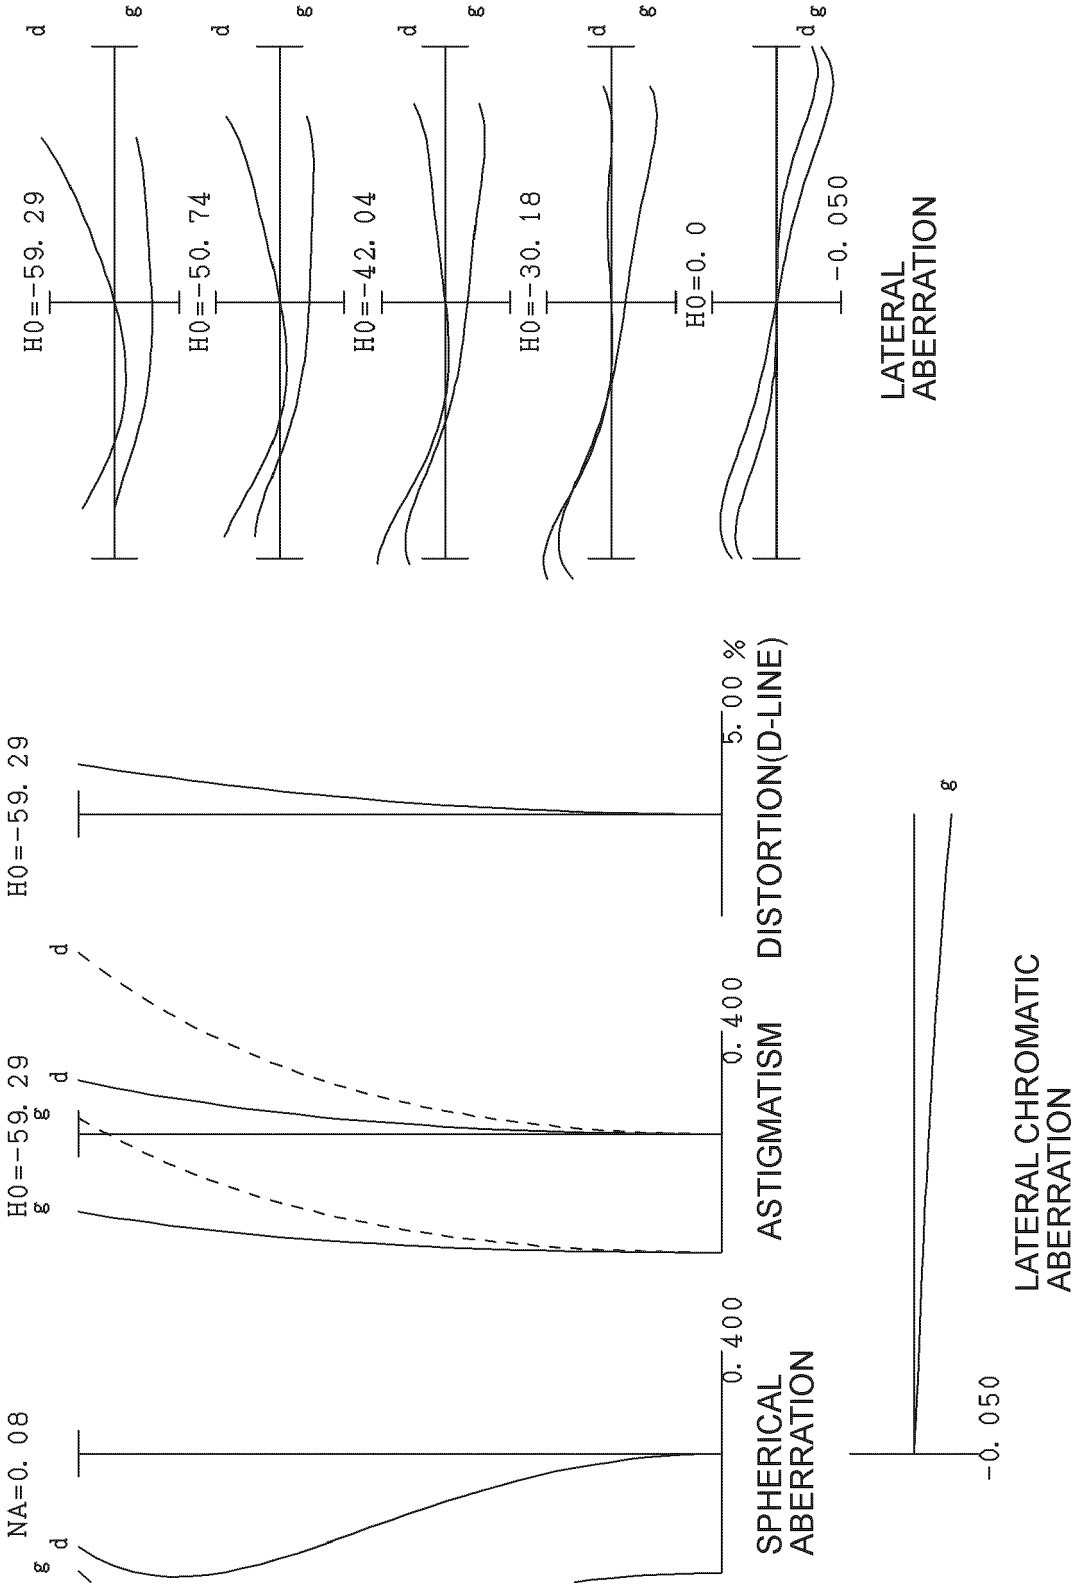 NA=0. 08
g
d
0. 400
SPHERICAL
ABERRATION
H0=-59. 29
g
g
d
d
0. 400
ASTIGMATISM
H0=-59. 29
5. 00 %
DISTORTION(D-LINE)
g
-0. 050
LATERAL CHROMATIC
ABERRATION
H0=-59. 29
d
g
H0=-50. 74
d
g
H0=-42. 04
d
g
H0=-30. 18
d
g
H0=0. 0
d
g
-0. 050
LATERAL
ABERRATION